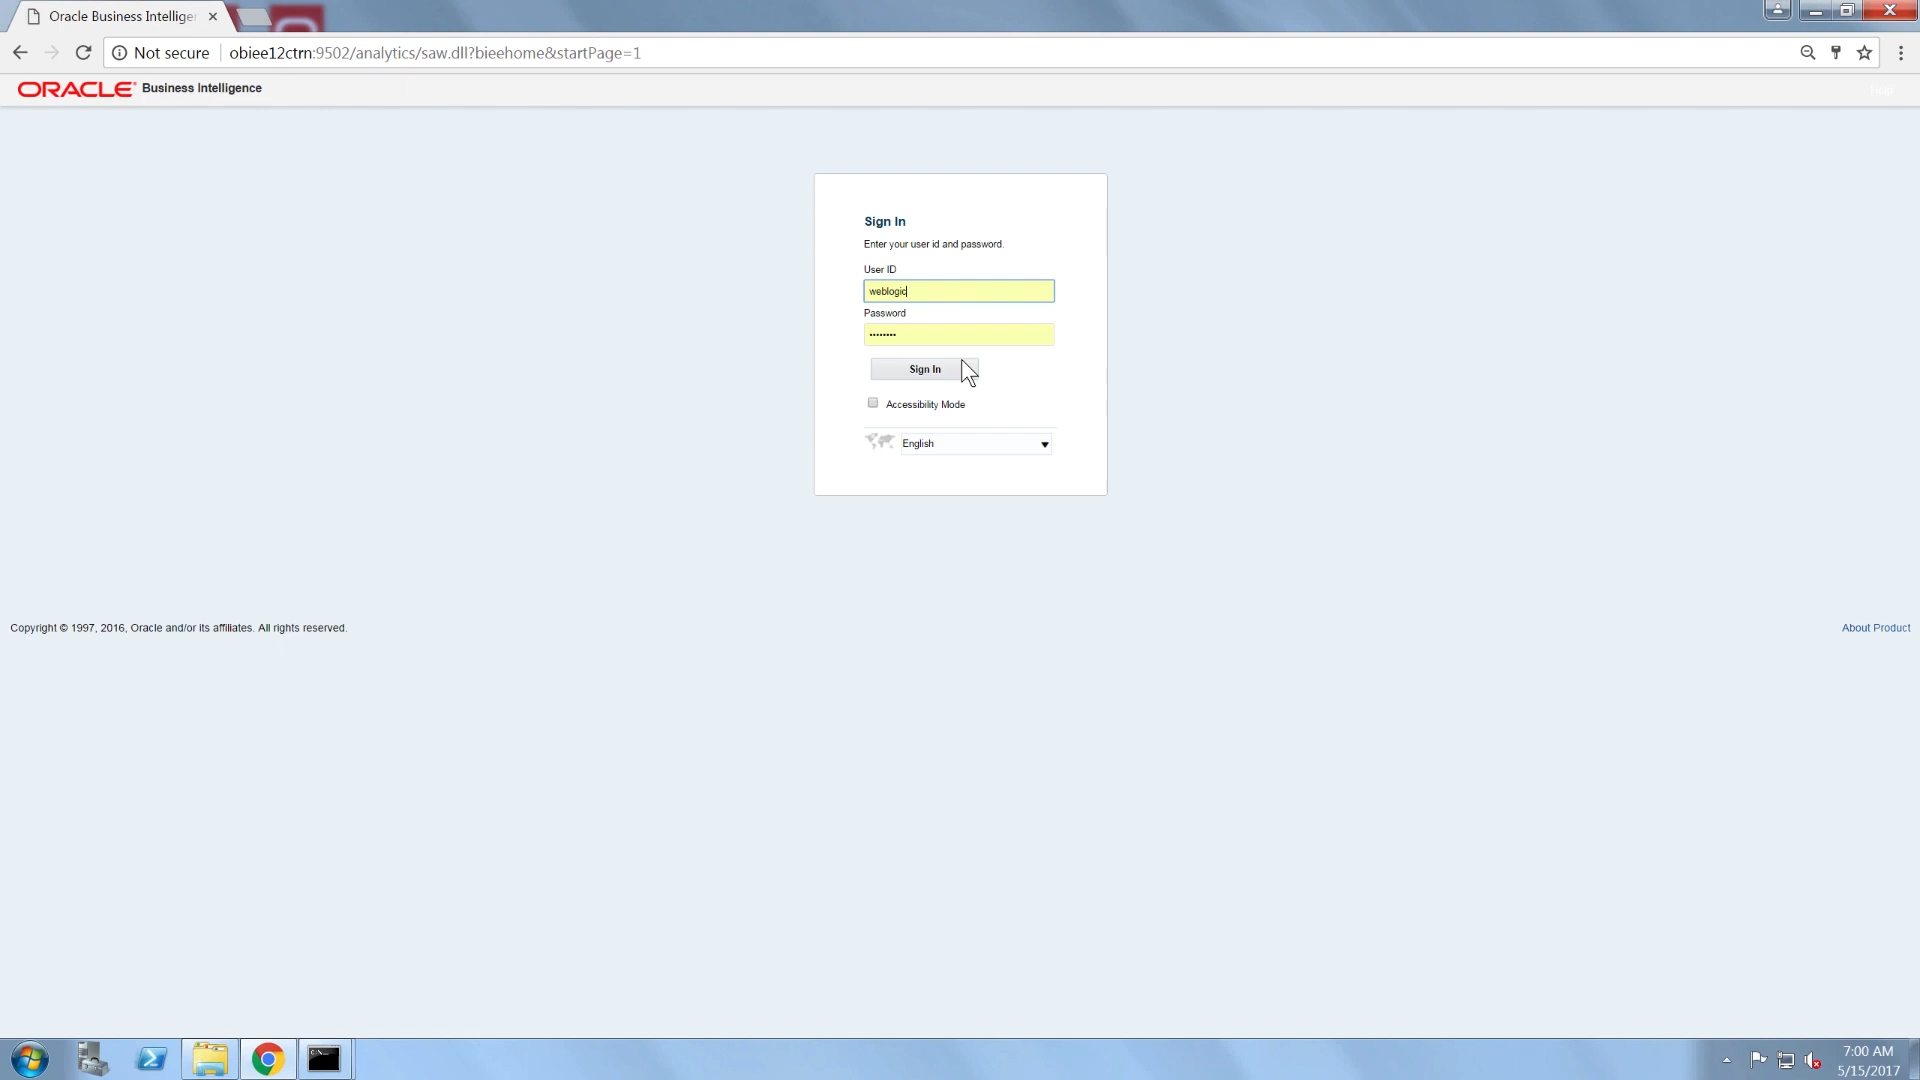 Oracle Business Intelliger
Not secure
obiee12ctrn:9502/analytics/saw.dll?bieehome&startPage=1
ORACLE Business Intelligence
Help
Sign In
Enter your user id and password.
User ID
weblogic
Password
••••••••
Sign In
Accessibility Mode
English
Copyright © 1997, 2016, Oracle and/or its affiliates. All rights reserved.
About Product
C:\_
7:00 AM
5/15/2017